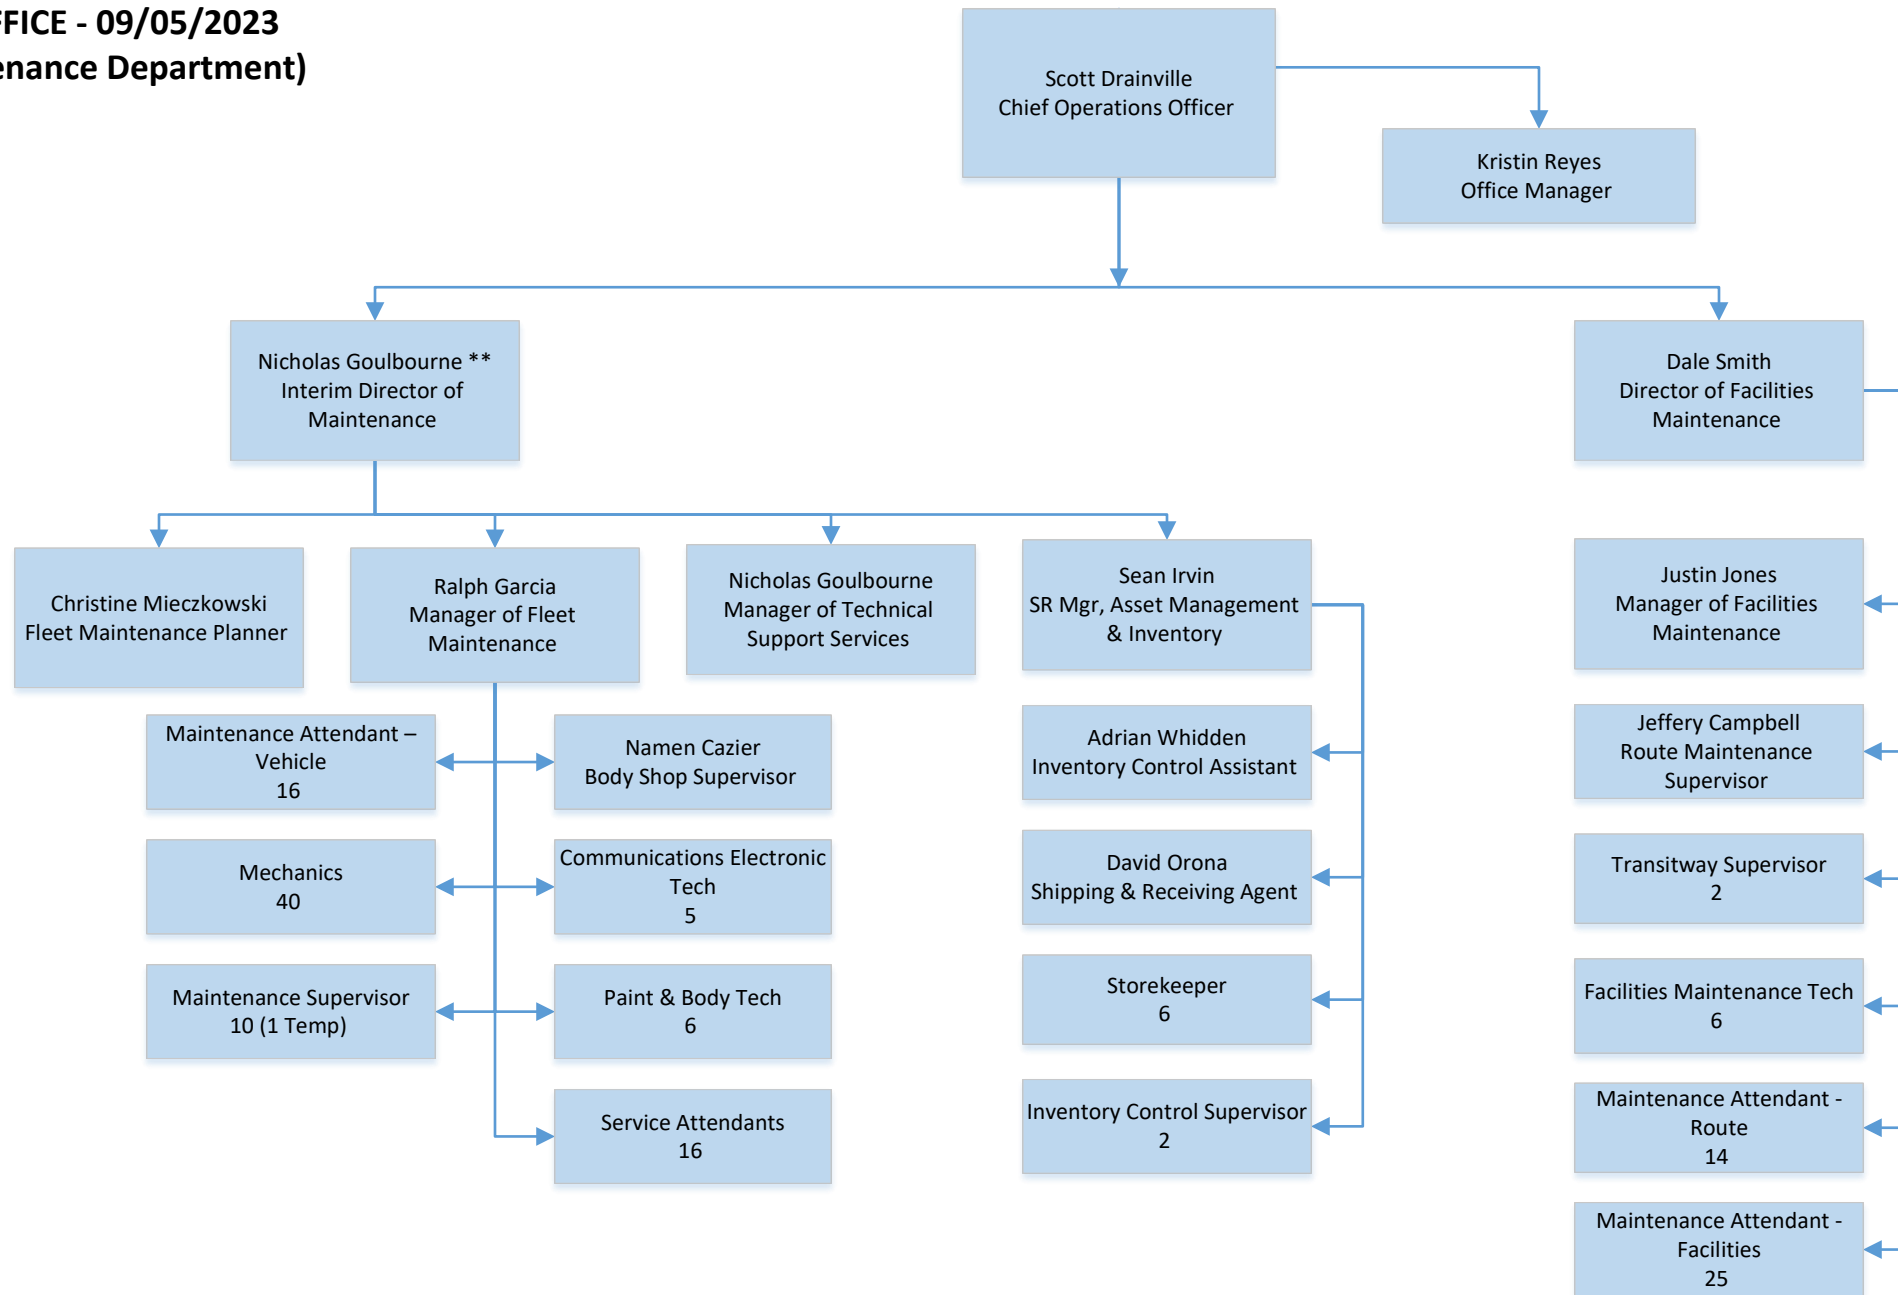 FFICE - 09/05/2023
enance Department)
Scott Drainville
Chief Operations Officer
Kristin Reyes
Office Manager
Nicholas Goulbourne **
Interim Director of
Maintenance
Dale Smith
Director of Facilities
Maintenance
Christine Mieczkowski
Fleet Maintenance Planner
Ralph Garcia
Manager of Fleet
Maintenance
Nicholas Goulbourne
Manager of Technical
Support Services
Sean Irvin
SR Mgr, Asset Management
& Inventory
Justin Jones
Manager of Facilities
Maintenance
Maintenance Attendant –
Vehicle
16
Namen Cazier
Body Shop Supervisor
Adrian Whidden
Inventory Control Assistant
Jeffery Campbell
Route Maintenance
Supervisor
Mechanics
40
Communications Electronic
Tech
5
David Orona
Shipping & Receiving Agent
Transitway Supervisor
2
Maintenance Supervisor
10 (1 Temp)
Paint & Body Tech
6
Storekeeper
6
Facilities Maintenance Tech
6
Service Attendants
16
Inventory Control Supervisor
2
Maintenance Attendant -
Route
14
Maintenance Attendant -
Facilities
25